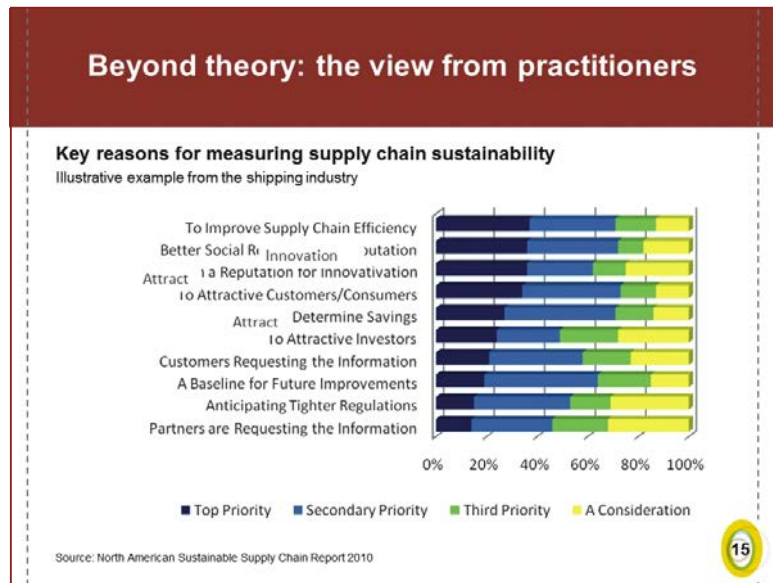 Beyond theory: the view from practitioners
Key reasons for measuring supply chain sustainability
Illustrative example from the shipping industry
To Improve Supply Chain Efficiency
Better Social
Innovation
a Reputation for Innovativation
Attract
To Attractive Customers/Consumers
Determine Savings
Attract
To Attractive Investors
Customers Requesting the Information
A Baseline for Future Improvements
Anticipating Tighter Regulations
Partners are Requesting the Information
0% 20% 40% 60% 80% 100%
Top Priority Secondary Priority Third Priority A Consideration
Source: North American Sustainable Supply Chain Report 2010
15